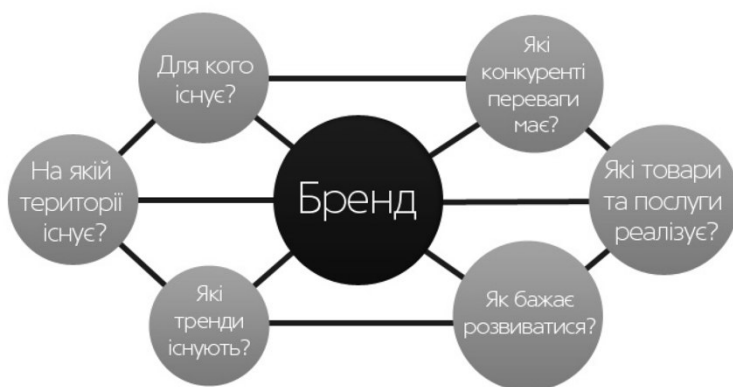 Для кого
існує?
Які
конкуренті
переваги
має?
На якій
території
існує?
Бренд
Які товари
та послуги
реалізує?
Які
тренди
існують?
Як бажає
розвиватися?